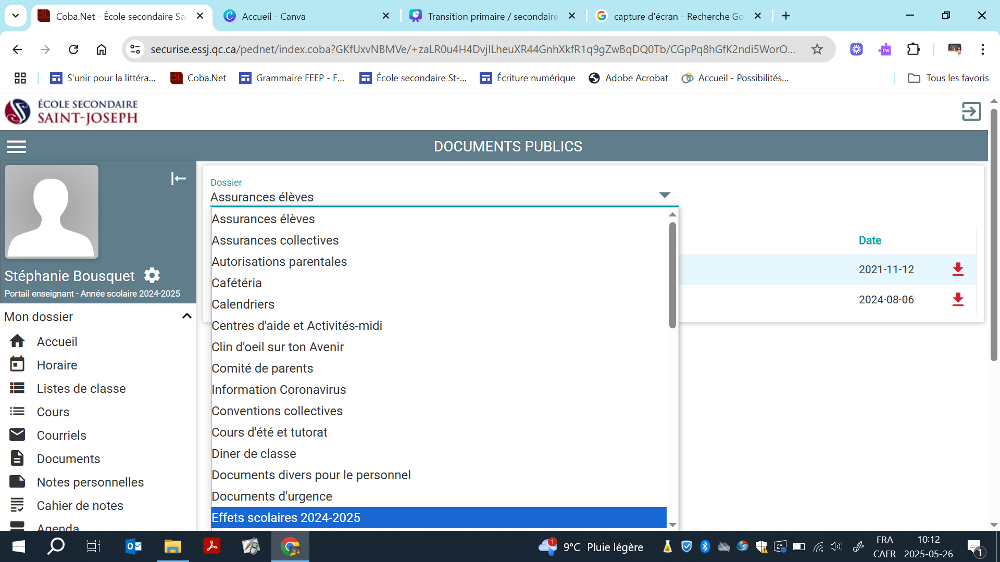 Coba.Net - École secondaire Sai
Accueil - Canva
Transition primaire / secondaire
capture d'écran - Recherche Go
securise.essj.qc.ca/pednet/index.coba?GKfUxvNBMVe/+zaLR0u4H4DvjILheuXR44GnhXkfR1q9gZwBqDQ0Tb/CGpPq8hGfK2ndi5WorO...
S'unir pour la littéra...
Coba.Net
Grammaire FEEP - F...
École secondaire St-...
Écriture numérique
Adobe Acrobat
Accueil - Possibilités...
Tous les favoris
ÉCOLE SECONDAIRE
SAINT-JOSEPH
DOCUMENTS PUBLICS
Stéphanie Bousquet
Portail enseignant - Année scolaire 2024-2025
Mon dossier
Accueil
Horaire
Listes de classe
Cours
Courriels
Documents
Notes personnelles
Cahier de notes
Agenda
Dossier
Assurances élèves
Assurances élèves
Assurances collectives
Autorisations parentales
Cafétéria
Calendriers
Centres d'aide et Activités-midi
Clin d'oeil sur ton Avenir
Comité de parents
Information Coronavirus
Conventions collectives
Cours d'été et tutorat
Diner de classe
Documents divers pour le personnel
Documents d'urgence
Effets scolaires 2024-2025
Date
2021-11-12
2024-08-06
1
9°C Pluie légère
FRA
CAFR
10:12
2025-05-26
1